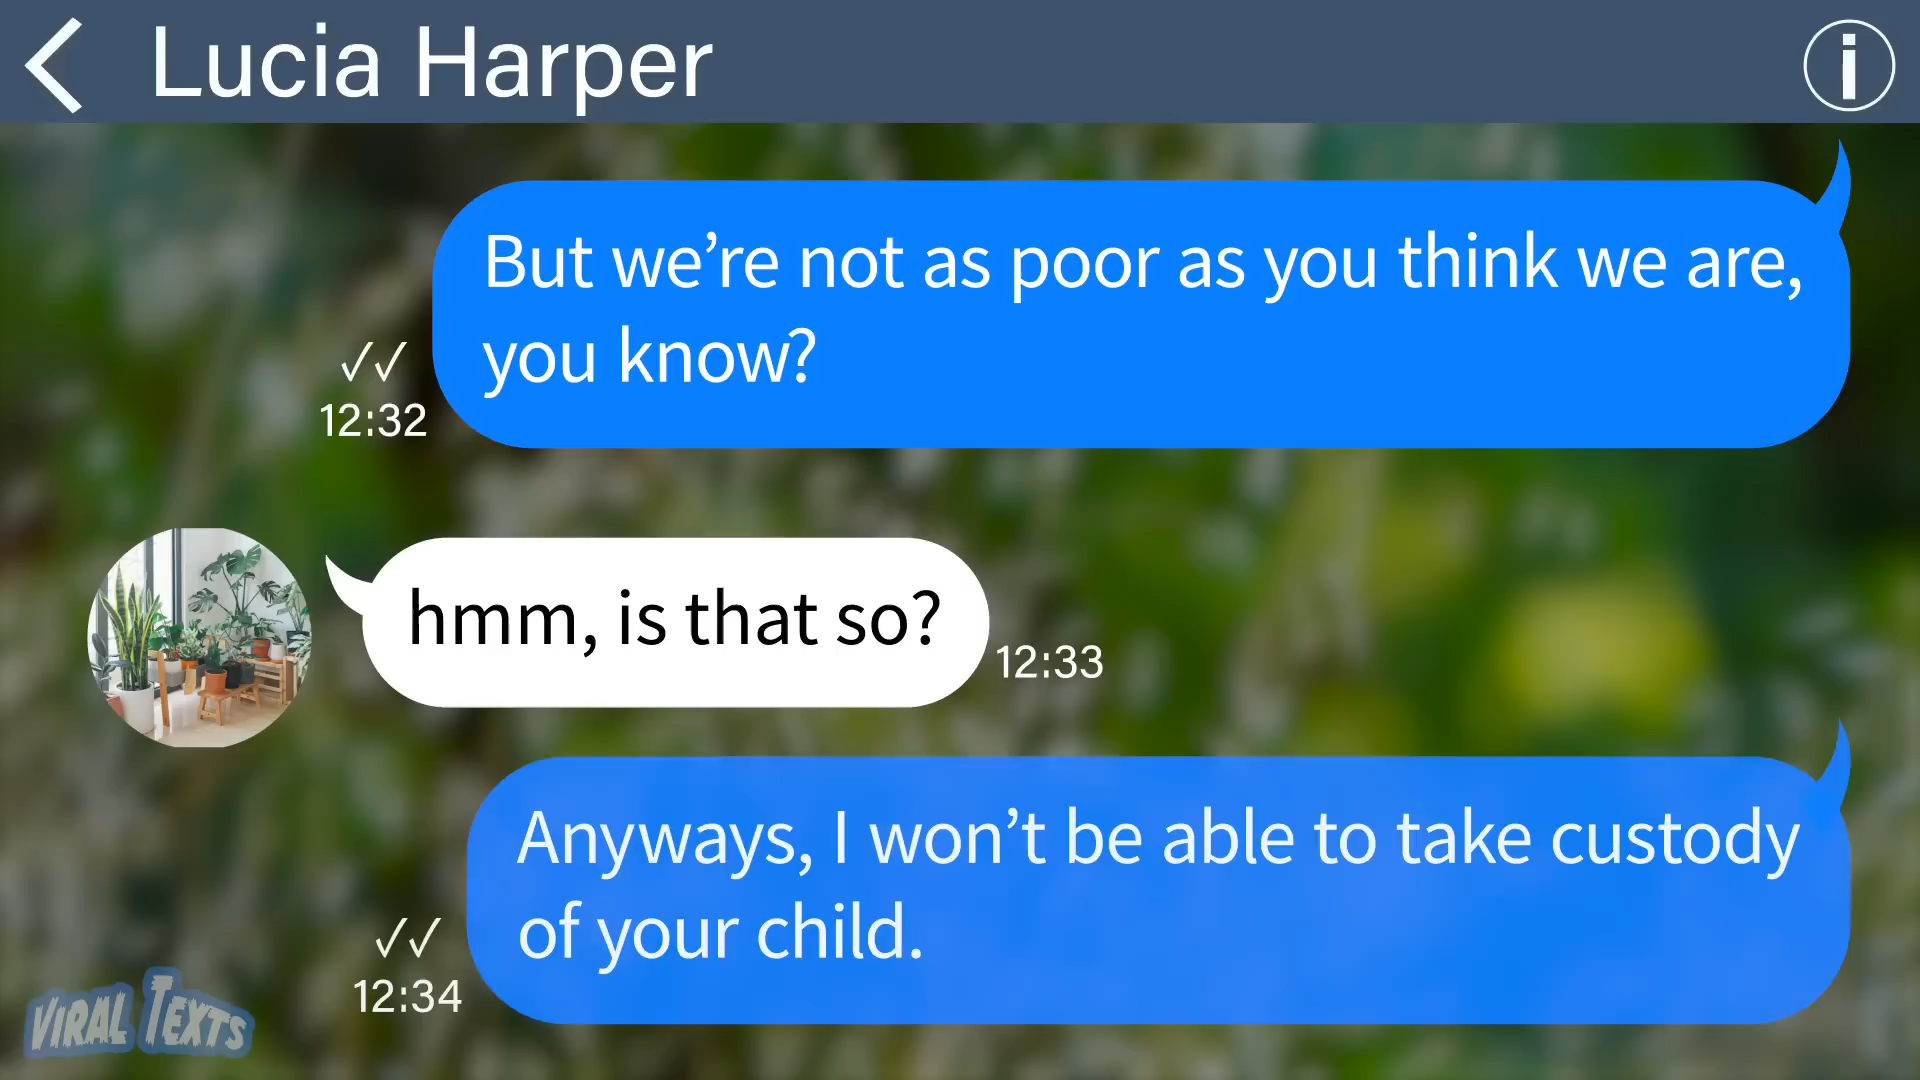 Lucia Harper
But we’re not as poor as you think we are,
you know?
12:32
hmm, is that so?
12:33
Anyways, I won’t be able to take custody
of your child.
12:34
VIRAL TEXTS